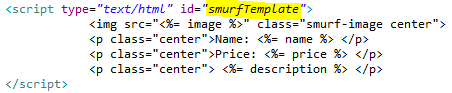 <script type="text/html" id="smurfTemplate">
<img src="<%= image %>" class="smurf-image center">
<p class="center">Name: <%= name %> </p>
<p class="center">Price: <%= price %> </p>
<p class="center"> <%= description %> </p>
</script>